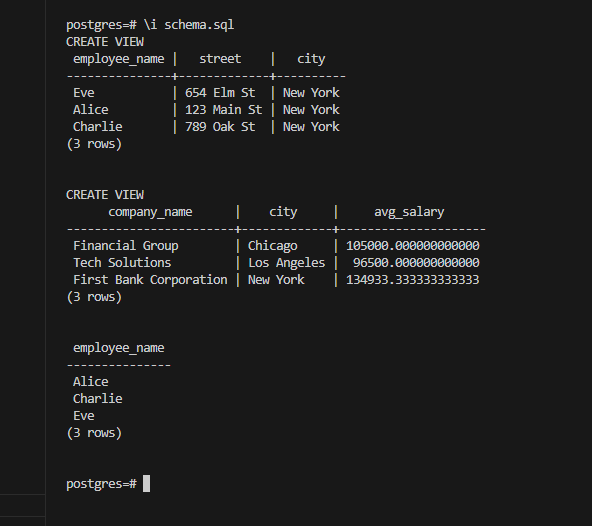 postgres=# \i schema.sql
CREATE VIEW
 employee_name |   street    |   city
---------------+-------------+----------
 Eve           | 654 Elm St  | New York
 Alice         | 123 Main St | New York
 Charlie       | 789 Oak St  | New York
(3 rows)
CREATE VIEW
      company_name      |    city     |     avg_salary
------------------------+-------------+---------------------
 Financial Group        | Chicago     | 105000.000000000000
 Tech Solutions         | Los Angeles |  96500.000000000000
 First Bank Corporation | New York    | 134933.333333333333
(3 rows)
 employee_name
---------------
 Alice
 Charlie
 Eve
(3 rows)
postgres=#